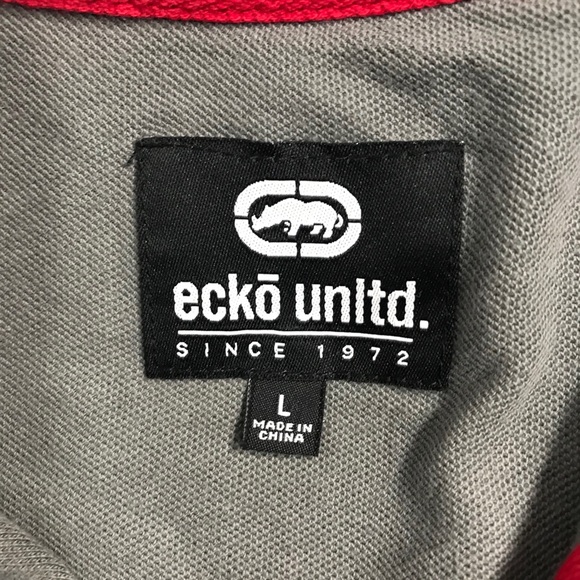 eckō unltd.
SINCE 1972
L
MADE IN
CHINA